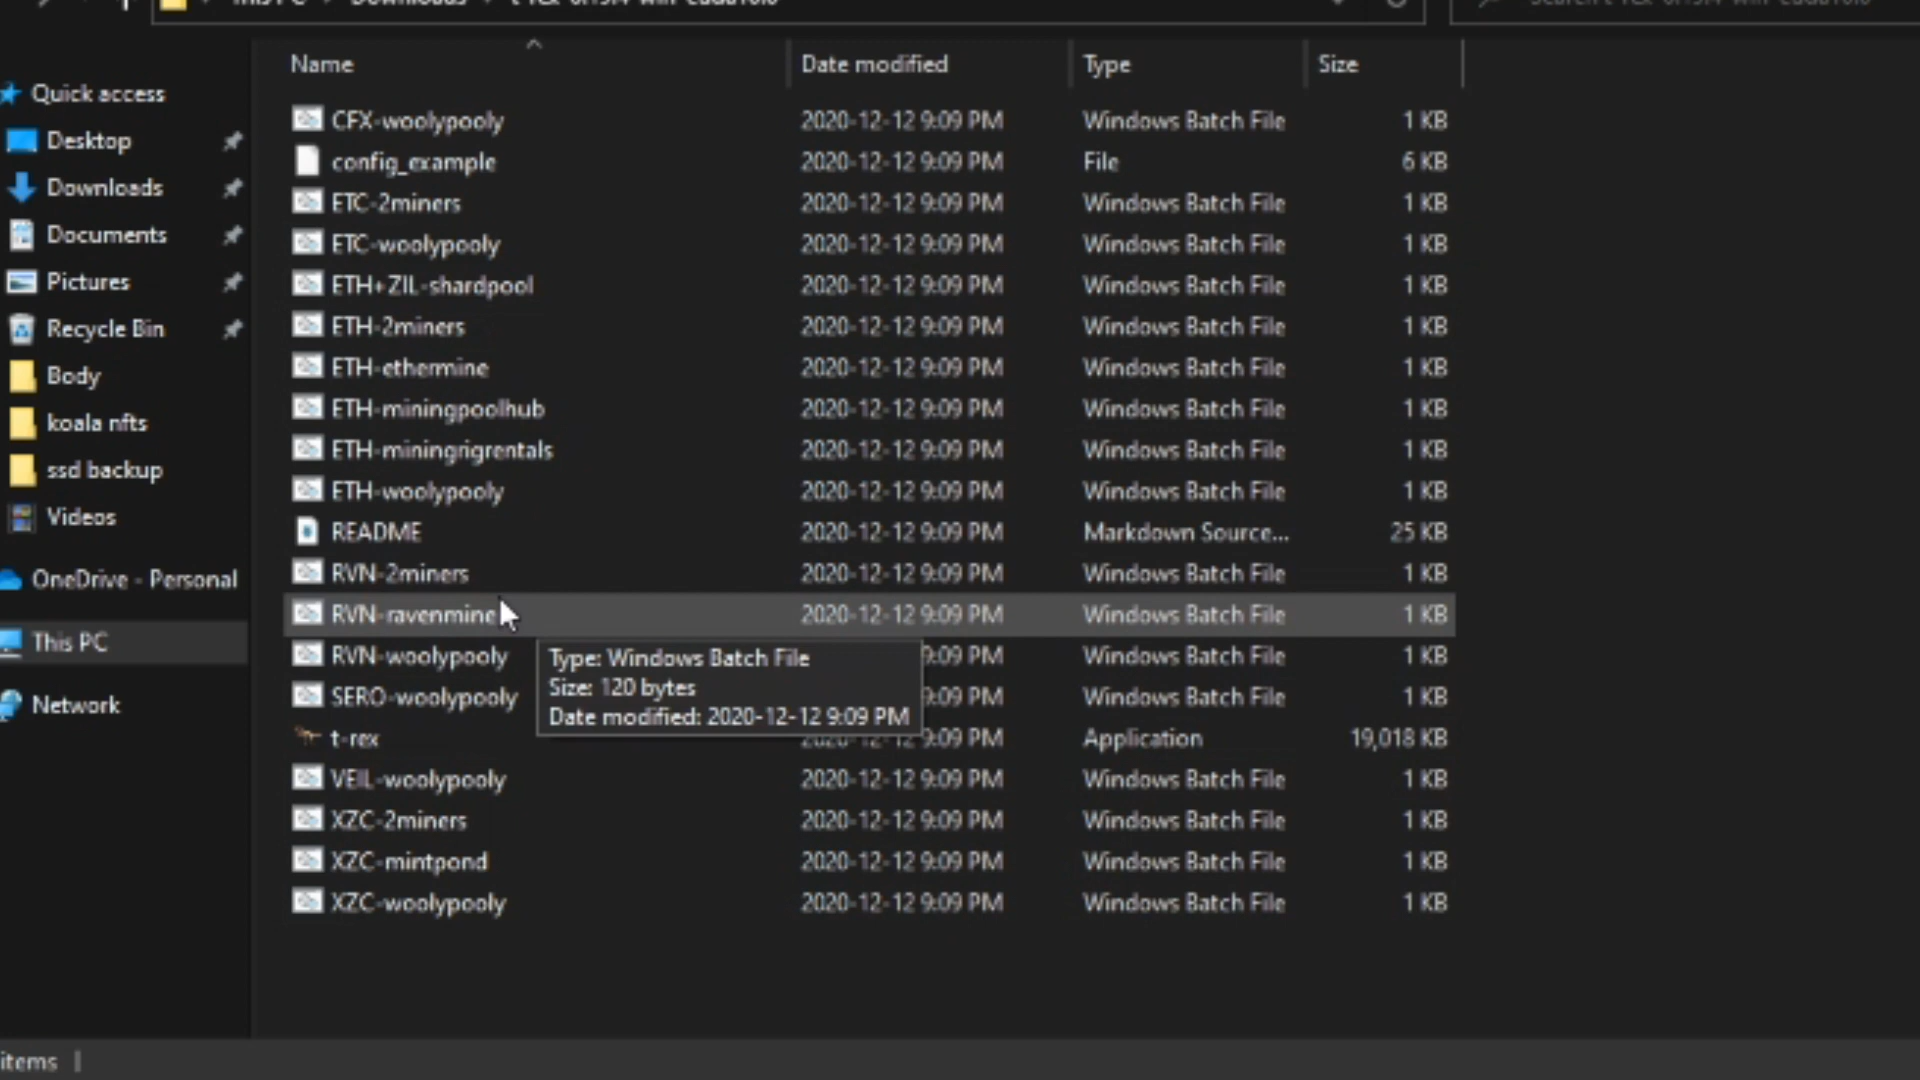 Name Date modified Type Size
Quick access
Desktop
Downloads
Documents
Pictures
Recycle Bin
Body
koala nfts
ssd backup
Videos
OneDrive - Personal
This PC
Network
CFX-woolypooly 2020-12-12 9:09 PM Windows Batch File 1 KB
config_example 2020-12-12 9:09 PM File 6 KB
ETC-2miners 2020-12-12 9:09 PM Windows Batch File 1 KB
ETC-woolypooly 2020-12-12 9:09 PM Windows Batch File 1 KB
ETH+ZIL-shardpool 2020-12-12 9:09 PM Windows Batch File 1 KB
ETH-2miners 2020-12-12 9:09 PM Windows Batch File 1 KB
ETH-ethermine 2020-12-12 9:09 PM Windows Batch File 1 KB
ETH-miningpoolhub 2020-12-12 9:09 PM Windows Batch File 1 KB
ETH-miningrigrentals 2020-12-12 9:09 PM Windows Batch File 1 KB
ETH-woolypooly 2020-12-12 9:09 PM Windows Batch File 1 KB
README 2020-12-12 9:09 PM Markdown Source... 25 KB
RVN-2miners 2020-12-12 9:09 PM Windows Batch File 1 KB
RVN-ravenmine 2020-12-12 9:09 PM Windows Batch File 1 KB
RVN-woolypooly 9:09 PM Windows Batch File 1 KB
SERO-woolypooly 9:09 PM Windows Batch File 1 KB
t-rex 2020-12-12 9:09 PM Application 19,018 KB
Type: Windows Batch File
Size: 120 bytes
Date modified: 2020-12-12 9:09 PM
VEIL-woolypooly 2020-12-12 9:09 PM Windows Batch File 1 KB
XZC-2miners 2020-12-12 9:09 PM Windows Batch File 1 KB
XZC-mintpond 2020-12-12 9:09 PM Windows Batch File 1 KB
XZC-woolypooly 2020-12-12 9:09 PM Windows Batch File 1 KB
items